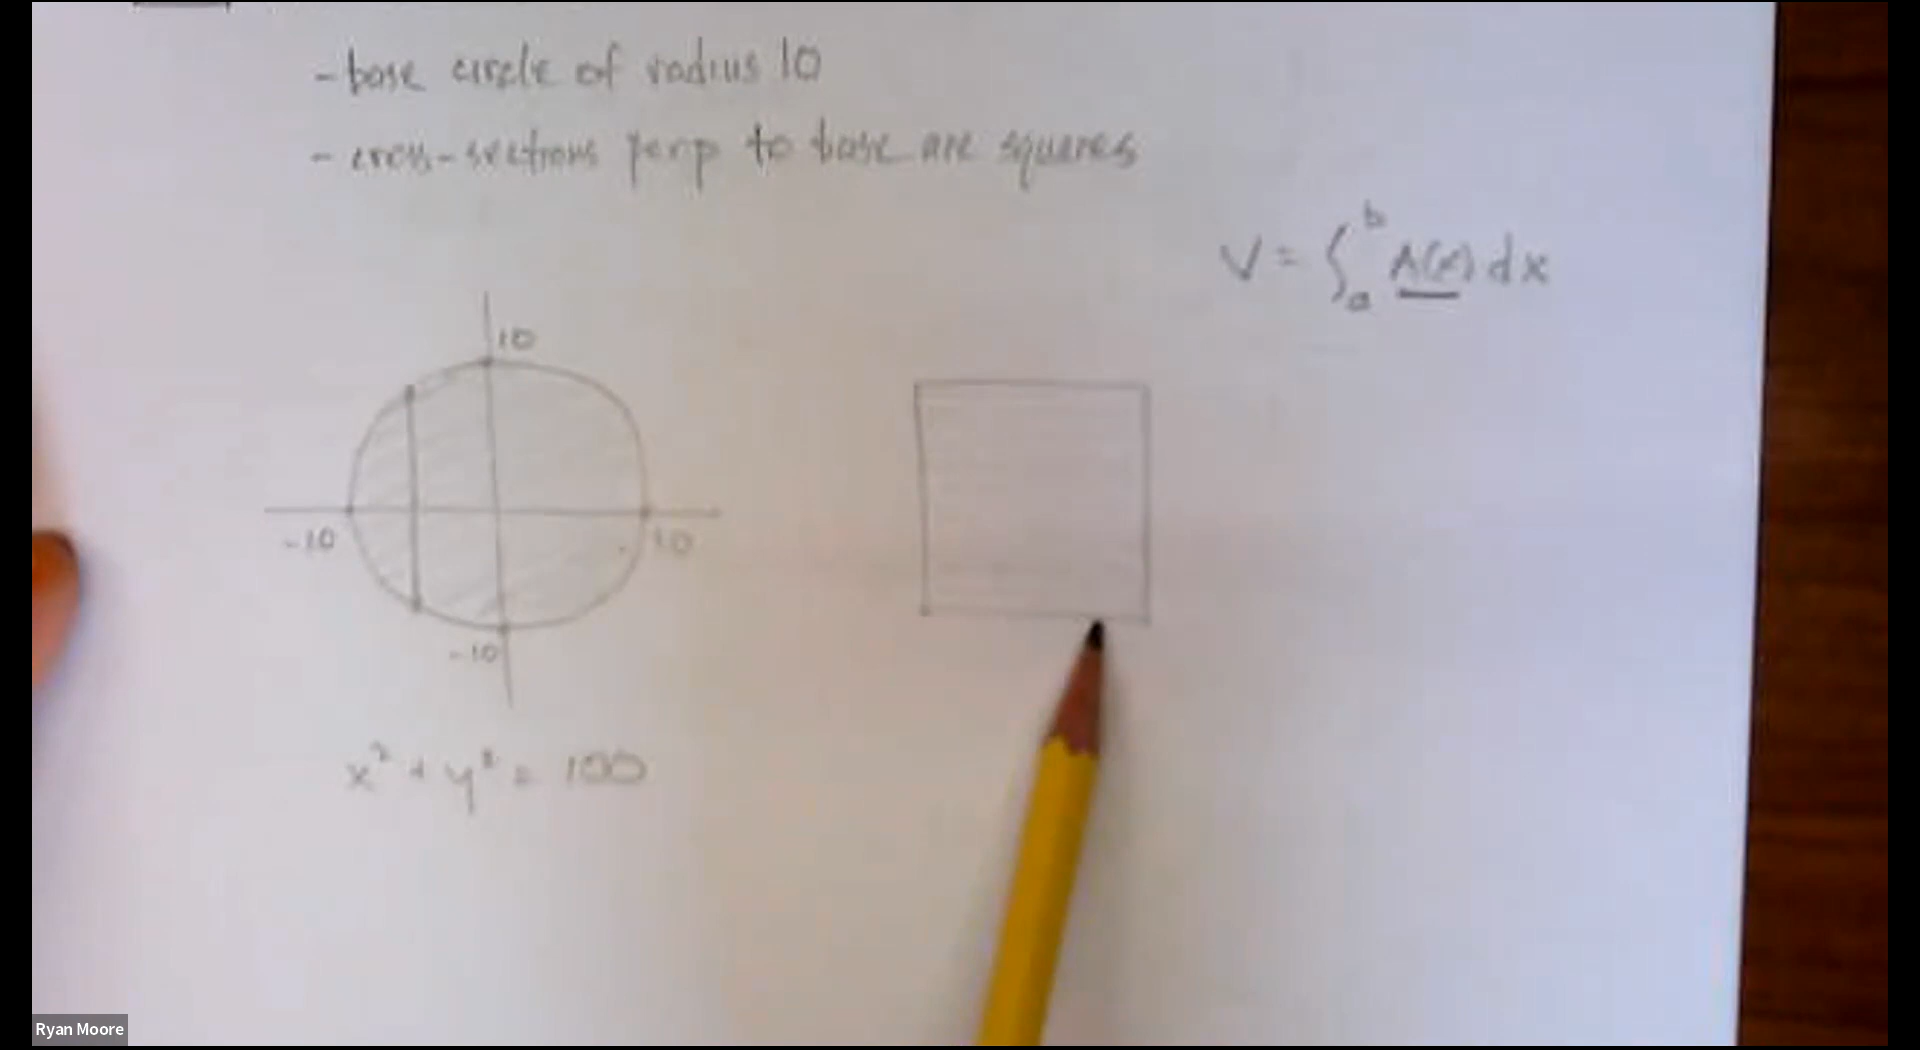 - base circle of radius 10
- cross-sections perp to base are squares
V = ∫_a^b A(x) dx
10
-10
10
-10
x² + y² = 100
Ryan Moore